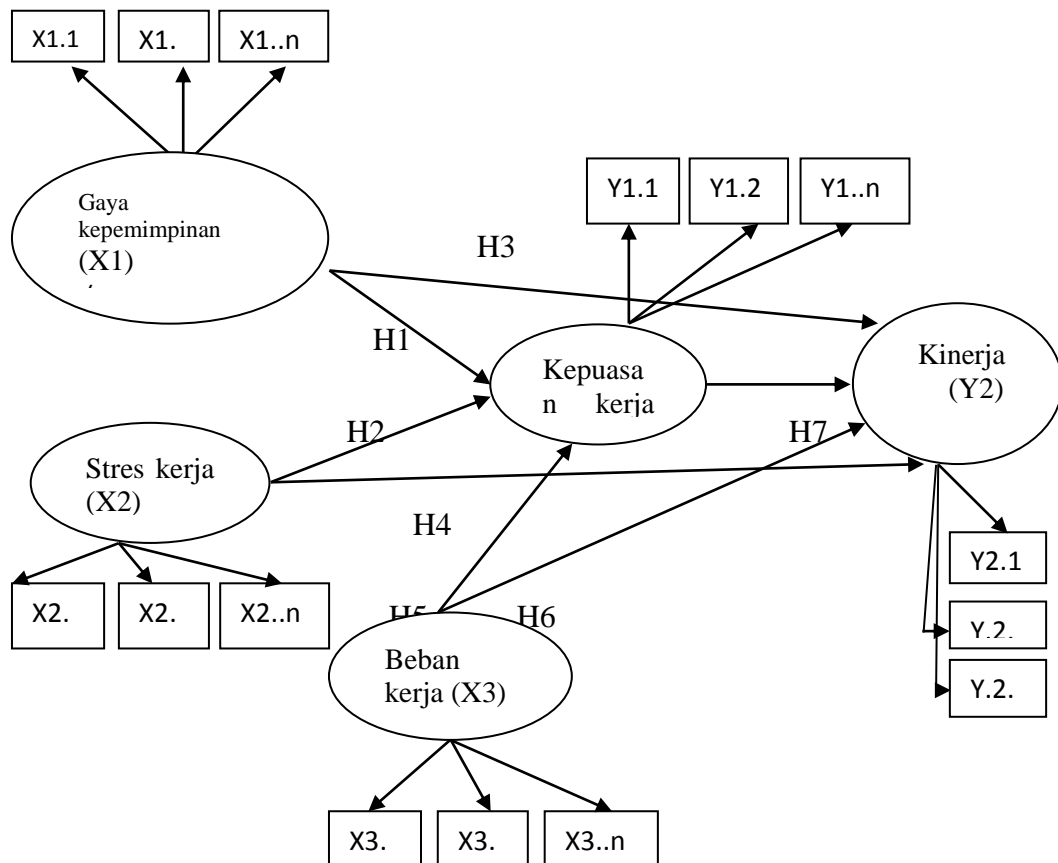 X1.1
X1.
X1..n
Gaya
kepemimpinan
(X1)
Y1.1
Y1.2
Y1..n
H3
H1
Kepuasa
n kerja
Kinerja
(Y2)
H2
H7
Stres kerja
(X2)
H4
X2.
X2.
X2..n
H5
H6
Y2.1
Y.2.
Y.2.
Beban
kerja (X3)
X3.
X3.
X3..n